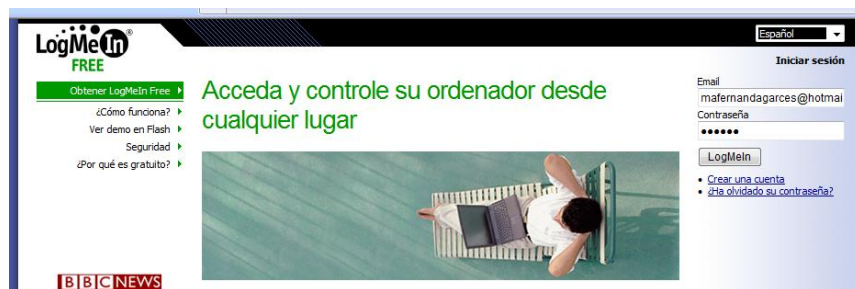 LogMeIn®
FREE
Español
Iniciar sesión
Obtener LogMeIn Free
¿Cómo funciona?
Ver demo en Flash
Seguridad
¿Por qué es gratuito?
Acceda y controle su ordenador desde
cualquier lugar
Email
mafernandagarces@hotmai
Contraseña
••••••
LogMeIn
• Crear una cuenta
• ¿Ha olvidado su contraseña?
BBC NEWS